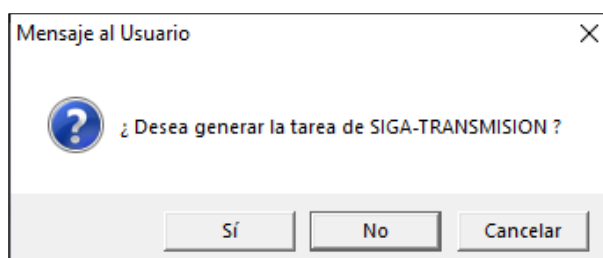 Mensaje al Usuario
¿ Desea generar la tarea de SIGA-TRANSMISION ?
Sí No Cancelar